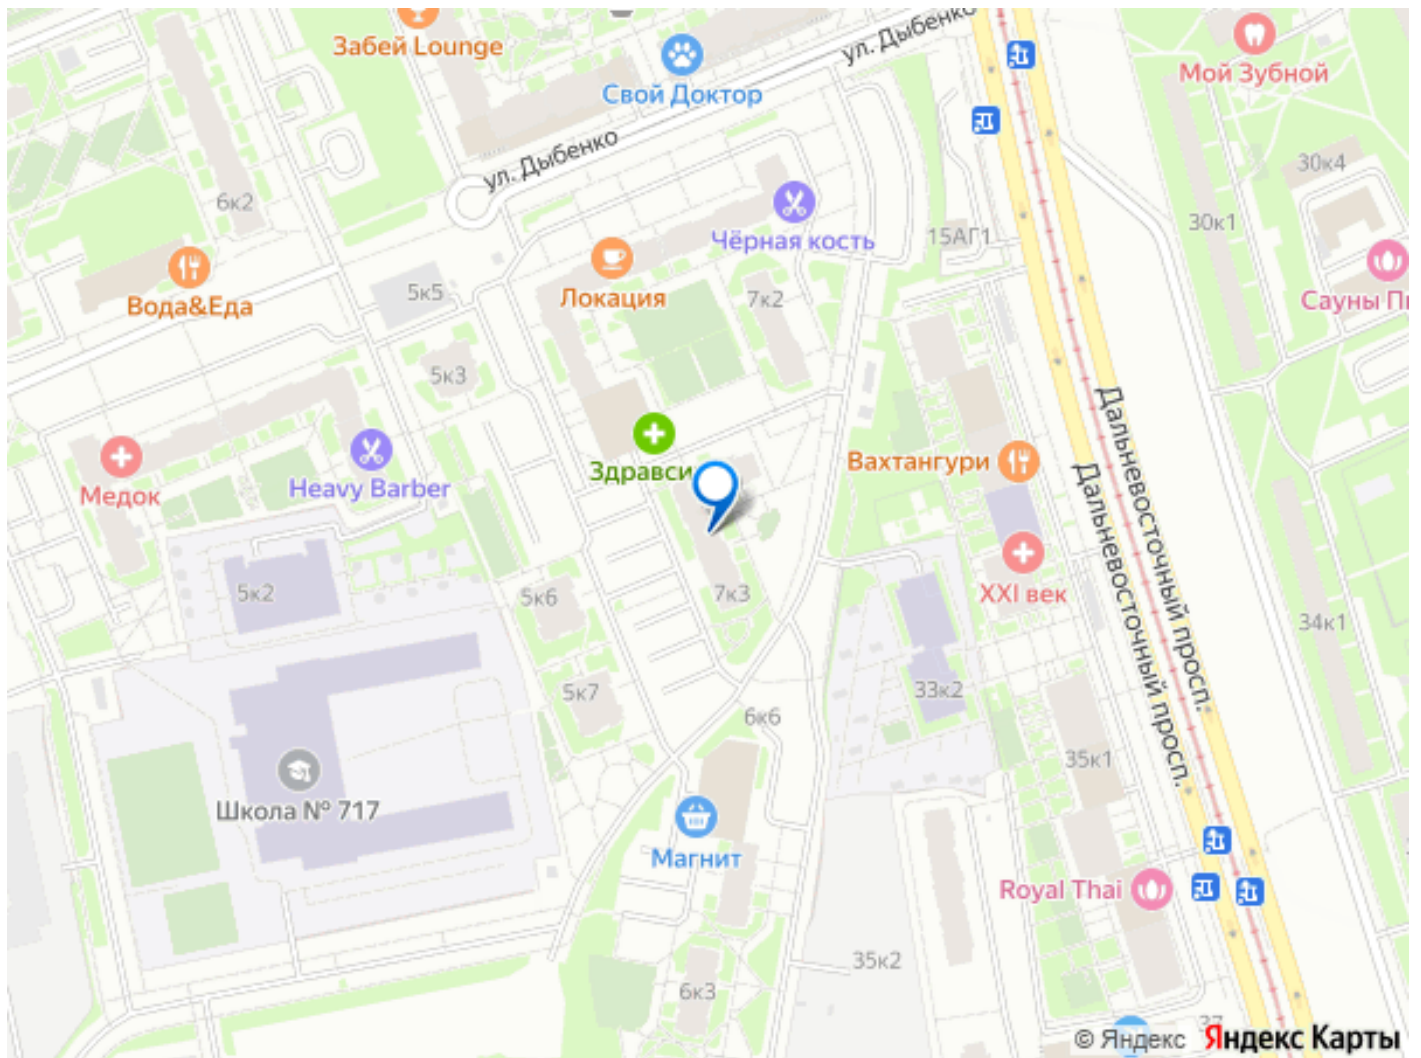 ул. Дыбенко
Забей Lounge
Свой Доктор
Мой Зубной
ул. Дыбенко
30к4
6к2
30к1
Чёрная кость
15АГ1
Вода&Еда
5к5
Локация
7к2
5к3
Дальневосточный просп.
Медок
Heavy Barber
Здравси
Вахтангури
Дальневосточный просп.
5к2
5к6
7к3
XXI век
34к1
5к7
33к2
6к6
35к1
Школа № 717
Магнит
Royal Thai
35к2
6к3
37
© Яндекс Яндекс Карты